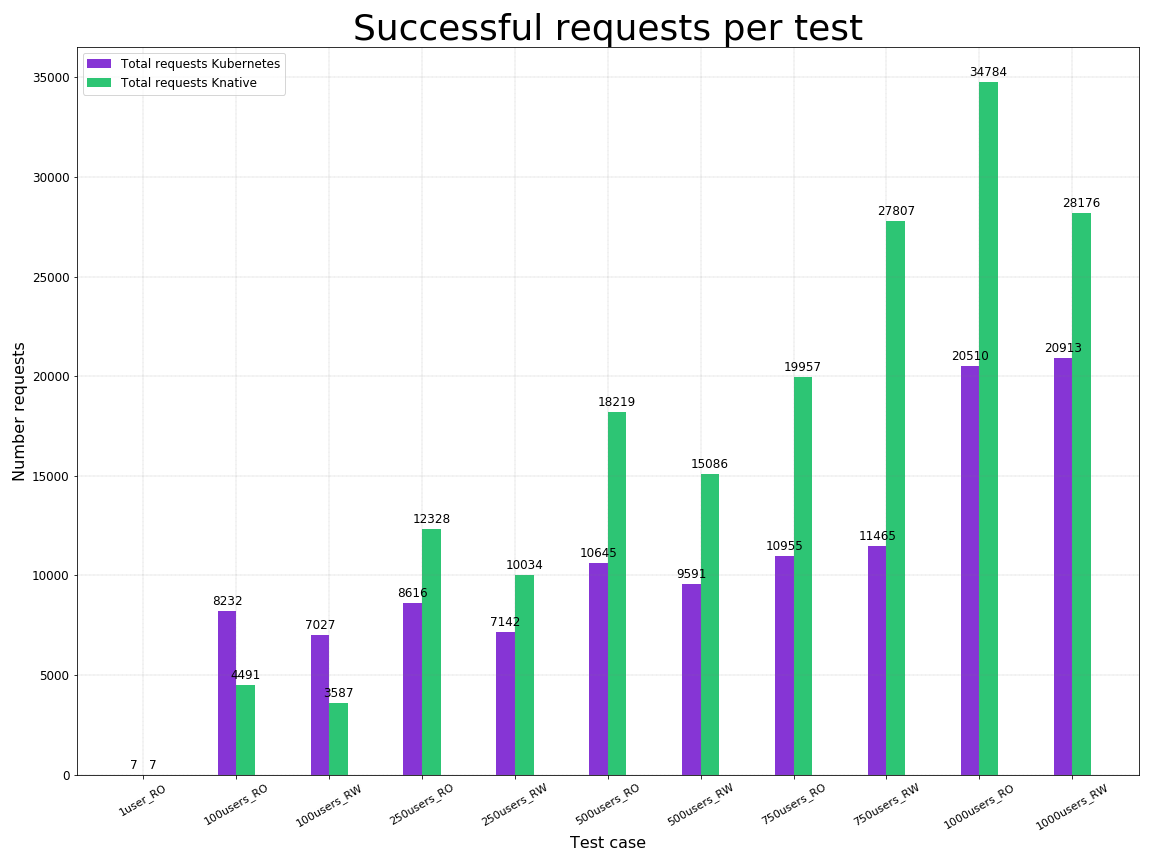 Successful requests per test
Total requests Kubernetes
Total requests Knative
Number requests
35000
30000
25000
20000
15000
10000
5000
0
7 7
8232 4491
7027 3587
8616 12328
7142 10034
10645 18219
9591 15086
10955 19957
11465 27807
20510 34784
20913 28176
1user_RO
100users_RO
100users_RW
250users_RO
250users_RW
500users_RO
500users_RW
750users_RO
750users_RW
1000users_RO
1000users_RW
Test case